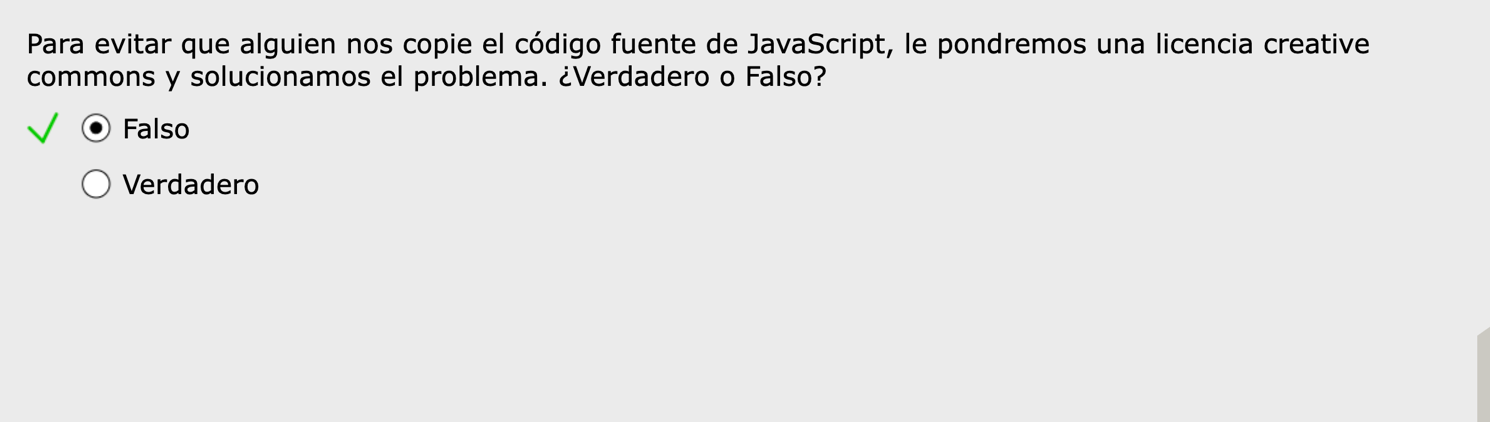 Para evitar que alguien nos copie el código fuente de JavaScript, le pondremos una licencia creative
commons y solucionamos el problema. ¿Verdadero o Falso?
Falso
Verdadero